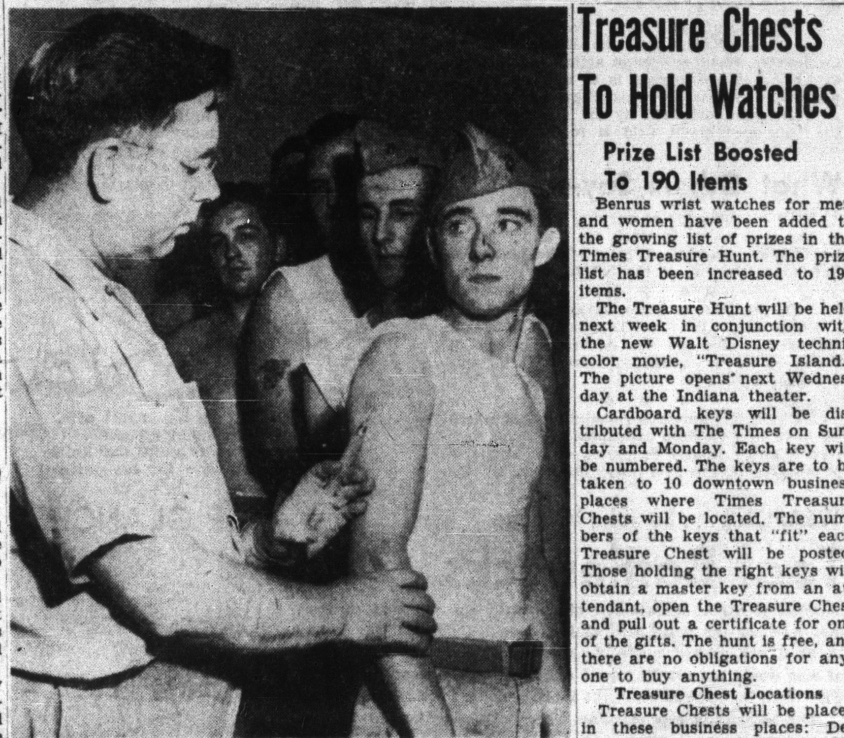 Treasure Chests
To Hold Watches
Prize List Boosted
To 190 Items
Benrus wrist watches for me
and women have been added t
the growing list of prizes in th
Times Treasure Hunt. The priz
list has been increased to 19
items.
The Treasure Hunt will be hel
next week in conjunction wit
the new Walt Disney techni
color movie, "Treasure Island.
The picture opens next Wednes
day at the Indiana theater.
Cardboard keys will be dis
tributed with The Times on Sun
day and Monday. Each key wi
be numbered. The keys are to b
taken to 10 downtown busines
places where Times Treasur
Chests will be located. The num
bers of the keys that "fit" eac
Treasure Chest will be posted
Those holding the right keys wi
obtain a master key from an at
tendant, open the Treasure Ches
and pull out a certificate for on
of the gifts. The hunt is free, an
there are no obligations for any
one to buy anything.
Treasure Chest Locations
Treasure Chests will be place
in these business places: De